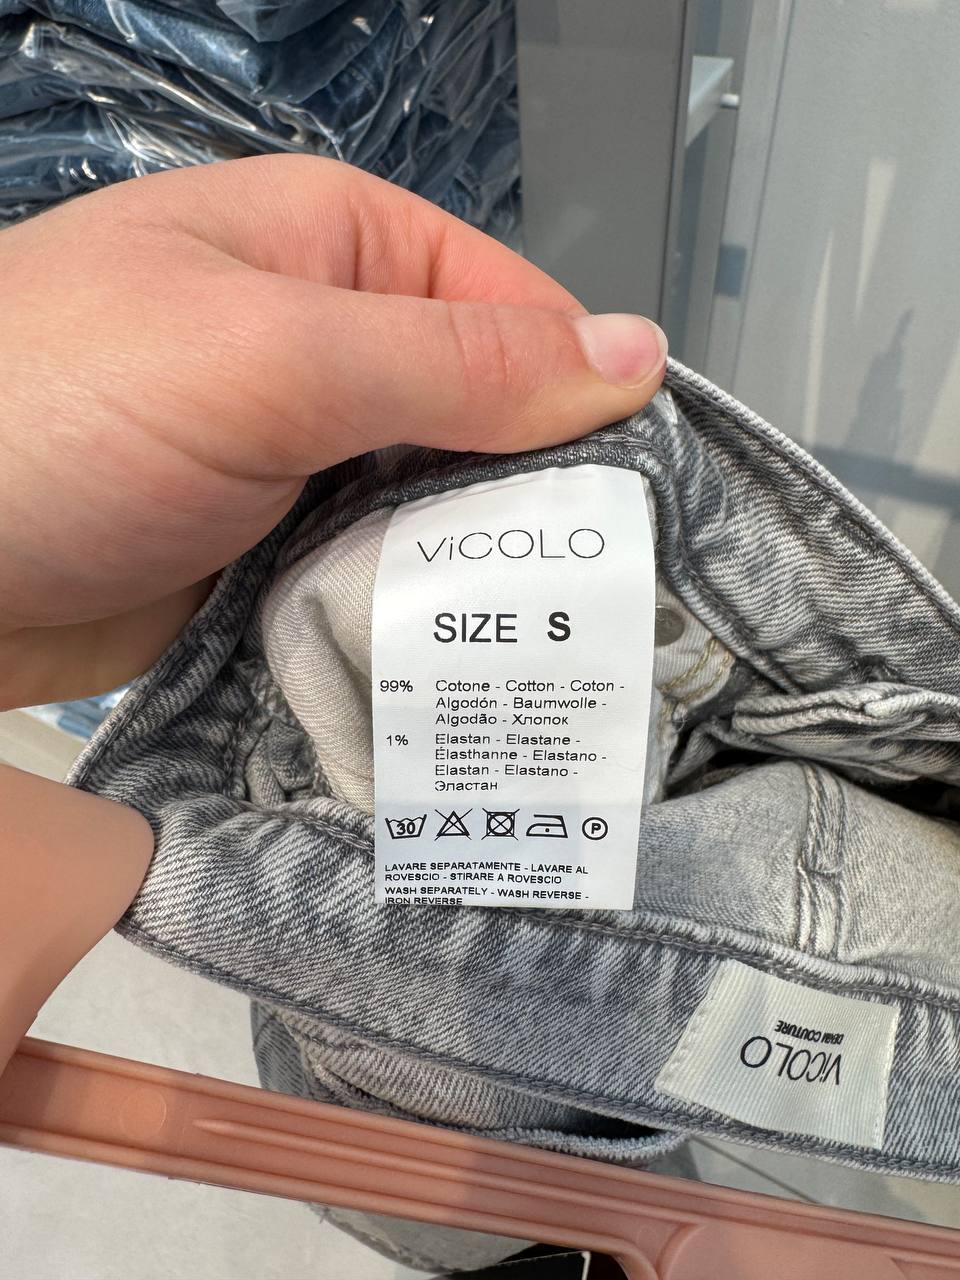 ViCOLO
SIZE S
99% Cotone - Cotton - Coton -
Algodón - Baumwolle -
Algodão - Хлопок
1% Elastan - Elastane -
Élasthanne - Elastano -
Elastan - Elastano -
Эластан
30 P
LAVARE SEPARATAMENTE - LAVARE AL
ROVESCIO - STIRARE A ROVESCIO
WASH SEPARATELY - WASH REVERSE -
IRON REVERSE
ViCOLO
DENIM COUTURE